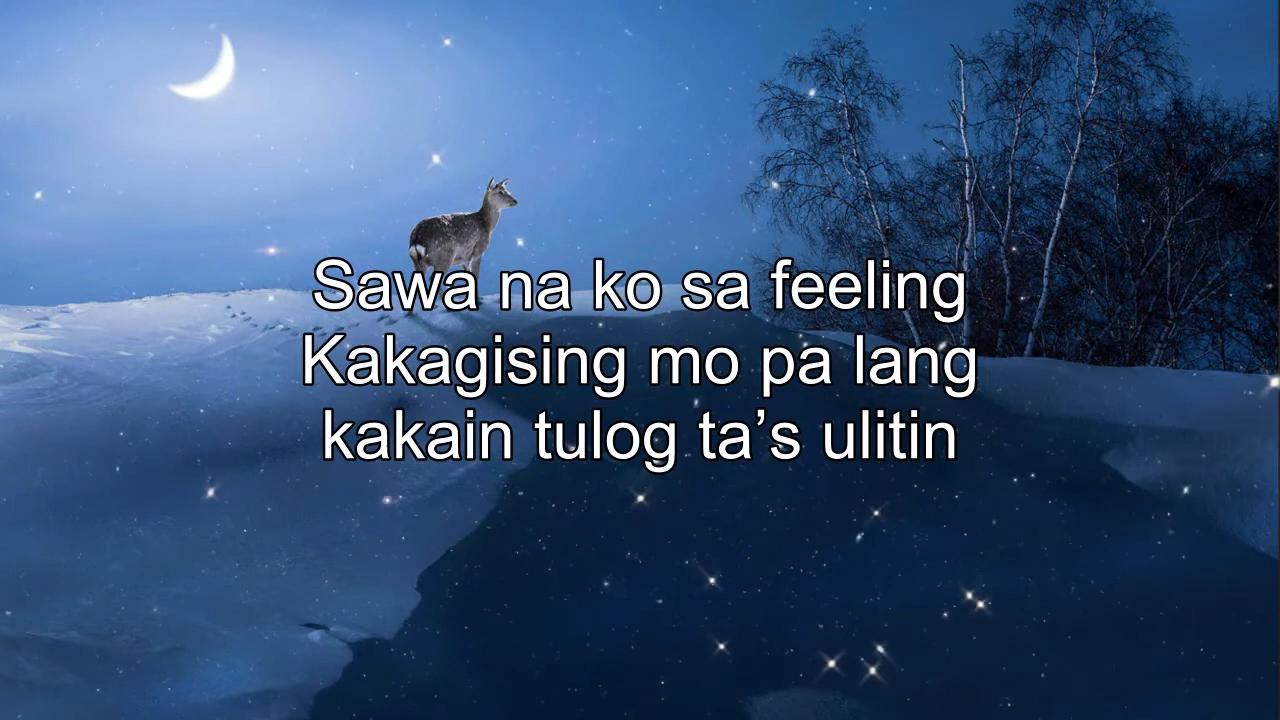 Sawa na ko sa feeling
Kakagising mo pa lang
kakain tulog ta’s ulitin